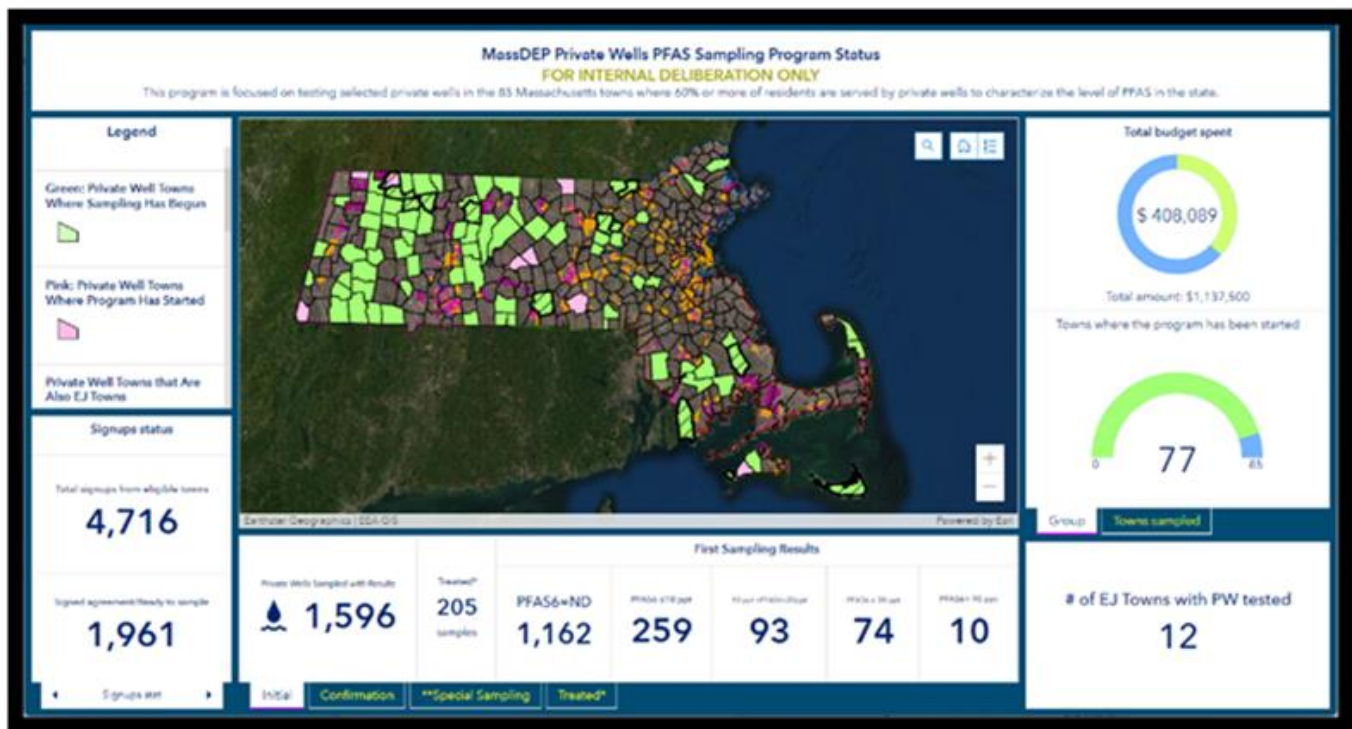 MassDEP Private Wells PFAS Sampling Program Status
FOR INTERNAL DELIBERATION ONLY
This program is focused on testing selected private wells in the 85 Massachusetts towns where 60% or more of residents are served by private wells to characterize the level of PFAS in the state.
Legend
Green: Private Well Towns
Where Sampling Has Begun
Pink: Private Well Towns
Where Program Has Started
Private Well Towns that Are
Also EJ Towns
Signups status
Total signups from eligible towns
4,716
Signed agreement/Ready to sample
1,961
Signups stat
Earthstar Geographics | EEA GIS
Powered by Esri
Private Wells Sampled with Results
1,596
Treated*
205
samples
First Sampling Results
PFAS6=ND
1,162
259
93
74
10
Initial
Confirmation
**Special Sampling
Treated*
Total budget spent
$ 408,089
Total amount: $1,137,500
Towns where the program has been started
77
0
85
Group
Towns sampled
# of EJ Towns with PW tested
12